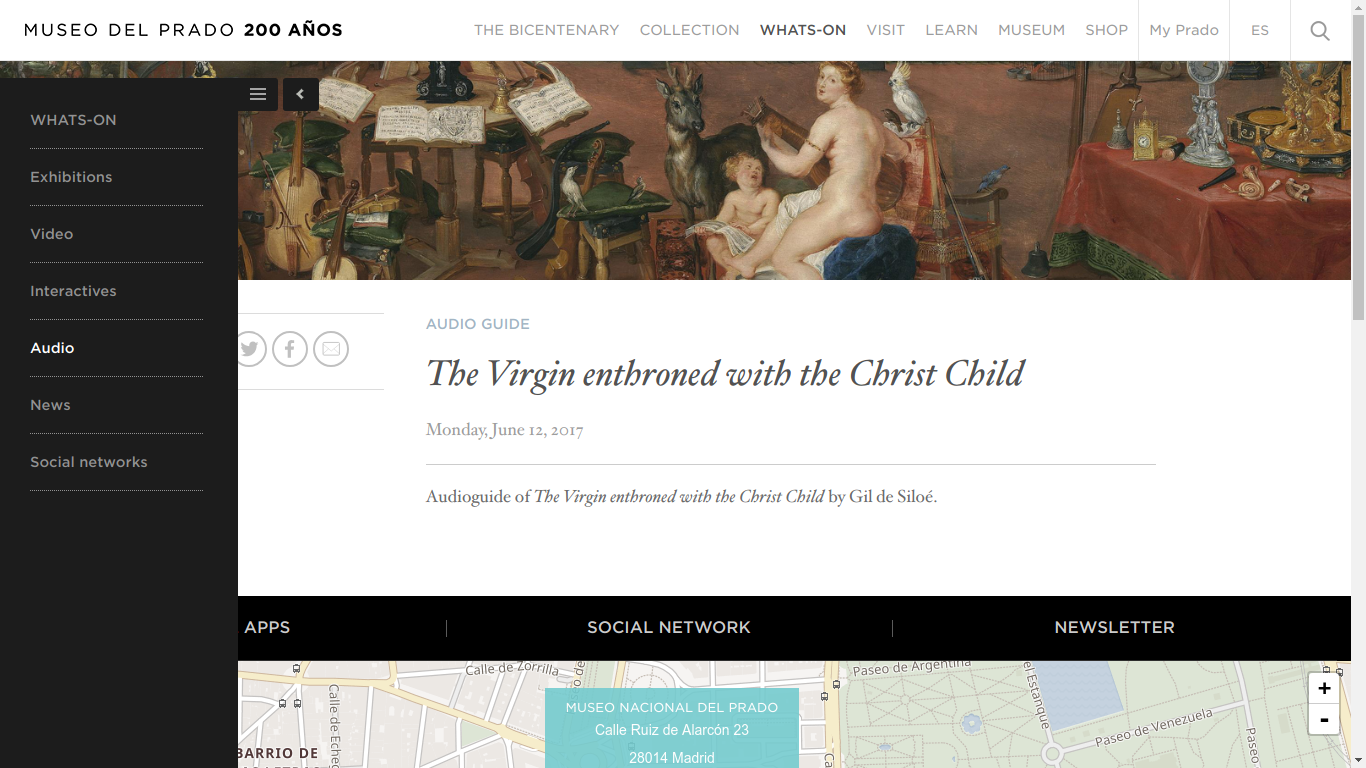 MUSEO DEL PRADO 200 AÑOS
THE BICENTENARY COLLECTION WHATS-ON VISIT LEARN MUSEUM SHOP My Prado ES
WHATS-ON
Exhibitions
Video
Interactives
Audio
News
Social networks
AUDIO GUIDE
The Virgin enthroned with the Christ Child
Monday, June 12, 2017
Audioguide of The Virgin enthroned with the Christ Child by Gil de Siloé.
APPS SOCIAL NETWORK NEWSLETTER
Calle de Zorrilla
Paseo de Argentina
el Estanque
Paseo de Venezuela
Paseo
Calle de Eche
BARRIO DE
MUSEO NACIONAL DEL PRADO
Calle Ruiz de Alarcón 23
28014 Madrid
+
-